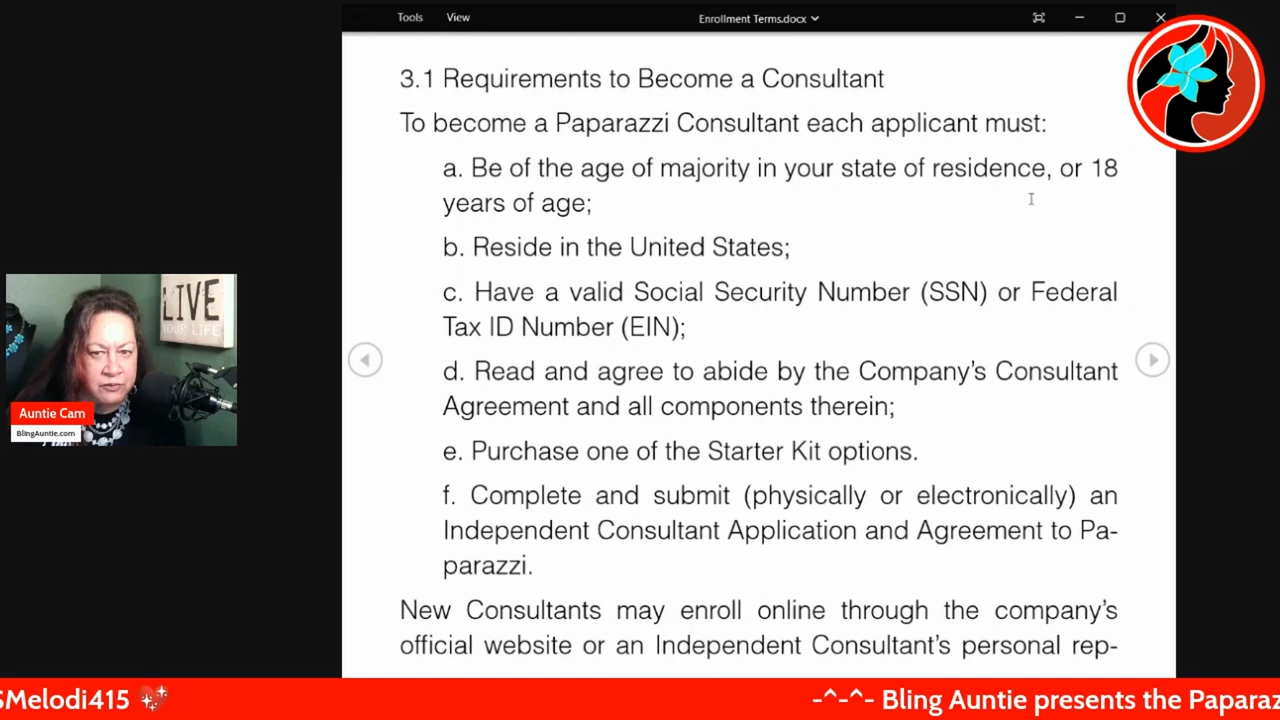 Tools View Enrollment Terms.docx
3.1 Requirements to Become a Consultant
To become a Paparazzi Consultant each applicant must:
a. Be of the age of majority in your state of residence, or 18
years of age;
b. Reside in the United States;
c. Have a valid Social Security Number (SSN) or Federal
Tax ID Number (EIN);
d. Read and agree to abide by the Company's Consultant
Agreement and all components therein;
e. Purchase one of the Starter Kit options.
f. Complete and submit (physically or electronically) an
Independent Consultant Application and Agreement to Pa-
parazzi.
New Consultants may enroll online through the company's
official website or an Independent Consultant's personal rep-
LIVE
YOUR LIFE
Auntie Cam
BlingAuntie.com
SMelodi415 💖 -^-^- Bling Auntie presents the Paparaz